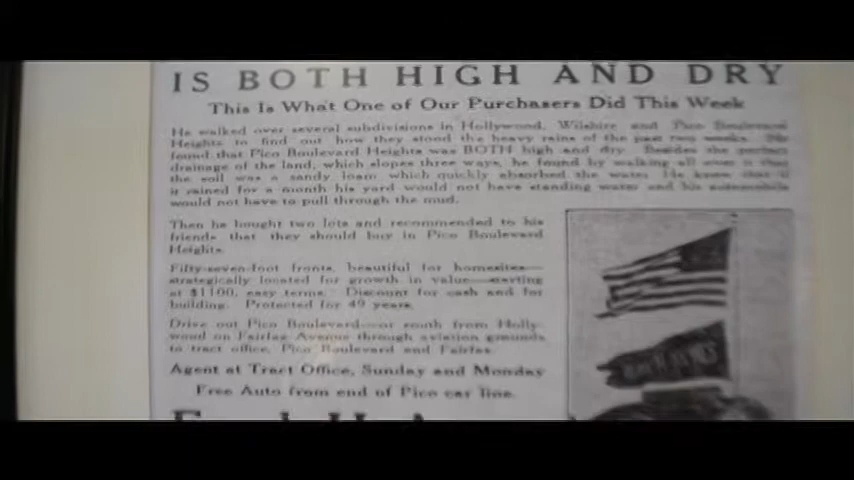 IS BOTH HIGH AND DRY
This Is What One of Our Purchasers Did This Week
He walked over several subdivisions in Hollywood, Wilshire and Pico Boulevard
Heights to find out how they stood the heavy rains of the past two weeks. He
found that Pico Boulevard Heights was BOTH high and dry. Besides the perfect
drainage of the land, which slopes three ways, he found by walking all over it that
the soil was a sandy loam which quickly absorbed the water. He knew that if
it rained for a month his yard would not have standing water and his automobile
would not have to pull through the mud.
Then he bought two lots and recommended to his
friends that they should buy in Pico Boulevard
Heights.
Fifty-seven-foot fronts, beautiful for homesites—
strategically located for growth in value—starting
at $1100, easy terms. Discount for cash and for
building. Protected for 49 years.
Drive out Pico Boulevard—or south from Holly-
wood on Fairfax Avenue through aviation grounds
to tract office, Pico Boulevard and Fairfax.
Agent at Tract Office, Sunday and Monday
Free Auto from end of Pico car line.